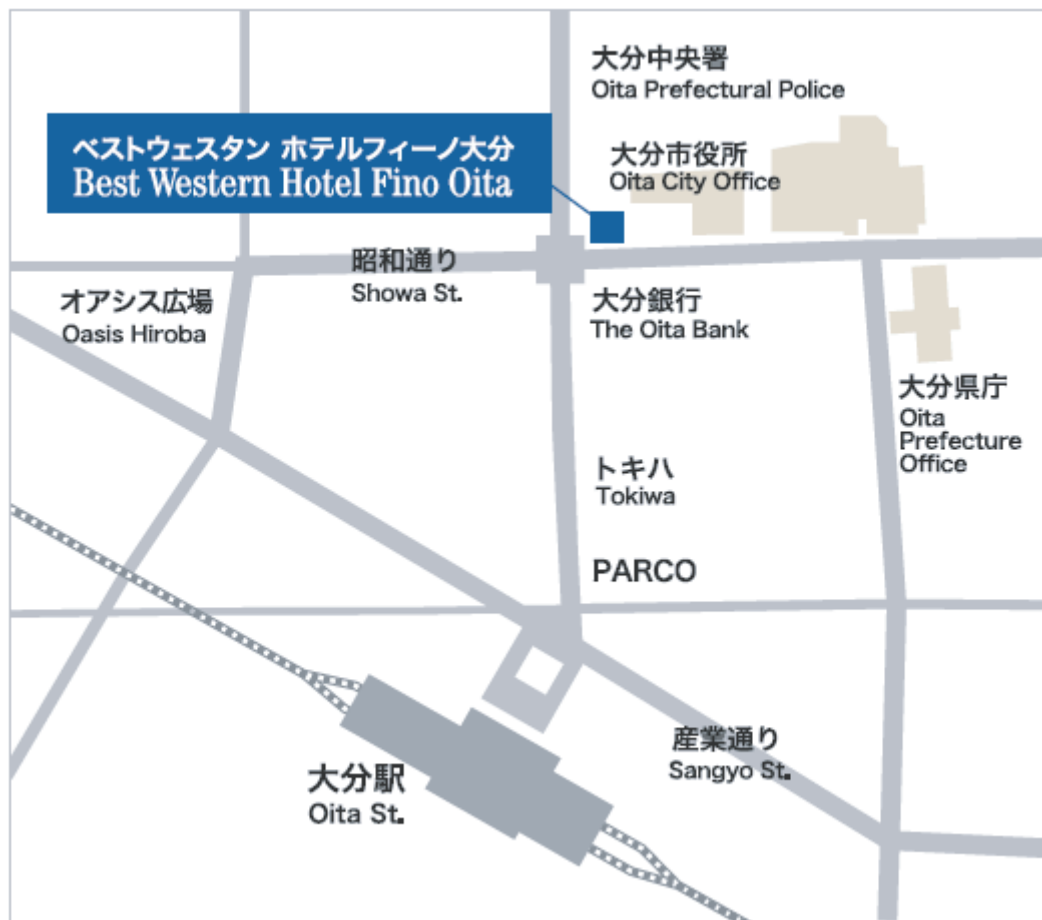 大分中央署
Oita Prefectural Police
ベストウェスタン ホテルフィーノ大分
Best Western Hotel Fino Oita
大分市役所
Oita City Office
昭和通り
Showa St.
オアシス広場
Oasis Hiroba
大分銀行
The Oita Bank
大分県庁
Oita
Prefecture
Office
トキハ
Tokiwa
PARCO
産業通り
Sangyo St.
大分駅
Oita St.